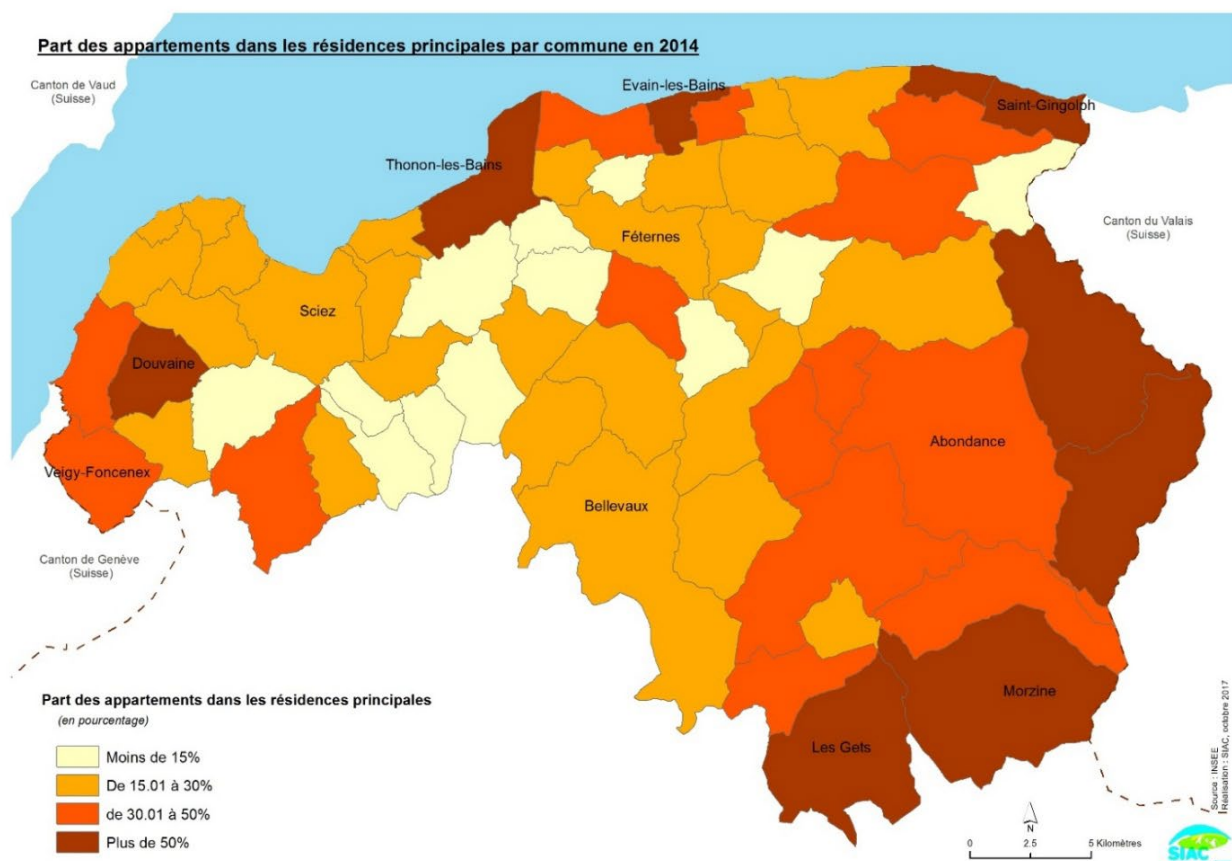 Part des appartements dans les résidences principales par commune en 2014
Canton de Vaud
(Suisse)
Evain-les-Bains
Saint-Gingolph
Thonon-les-Bains
Canton du Valais
(Suisse)
Féternes
Sciez
Douvaine
Abondance
Veigy-Foncenex
Bellevaux
Canton de Genève
(Suisse)
Morzine
Les Gets
Part des appartements dans les résidences principales
(en pourcentage)
Moins de 15%
De 15.01 à 30%
de 30.01 à 50%
Plus de 50%
N
0 2.5 5 Kilomètres
Source : INSEE
Réalisation : SIAC, octobre 2017
SIAC